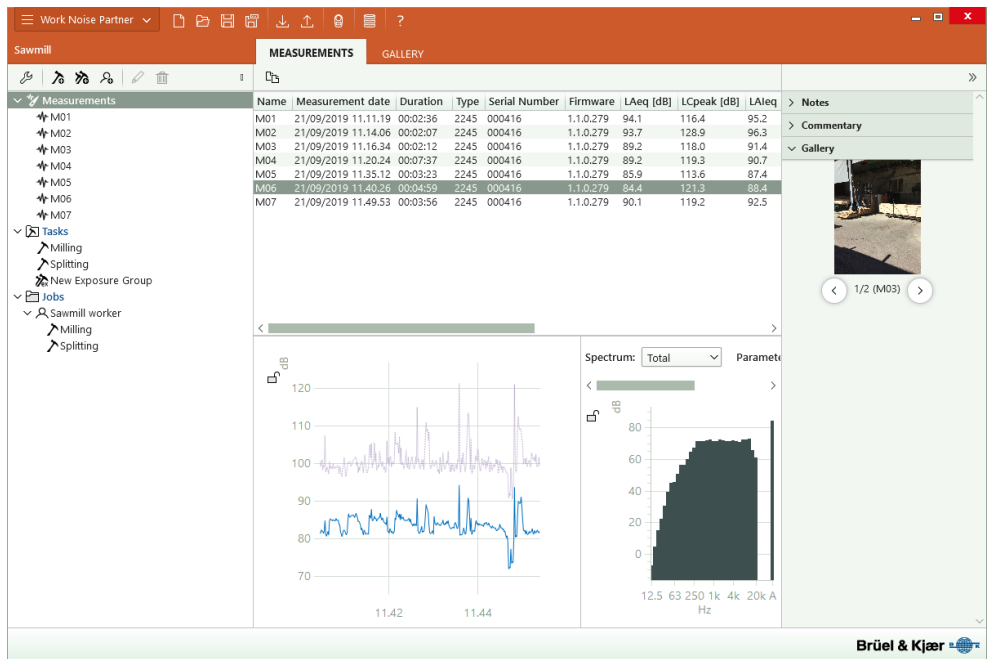 Work Noise Partner
?
Sawmill
MEASUREMENTS
GALLERY
Measurements
M01
M02
M03
M04
M05
M06
M07
Tasks
Milling
Splitting
New Exposure Group
Jobs
Sawmill worker
Milling
Splitting
Name Measurement date Duration Type Serial Number Firmware LAeq [dB] LCpeak [dB] LAIeq
M01 21/09/2019 11.11.19 00:02:36 2245 000416 1.1.0.279 94.1 116.4 95.2
M02 21/09/2019 11.14.06 00:02:07 2245 000416 1.1.0.279 93.7 128.9 96.3
M03 21/09/2019 11.16.34 00:02:12 2245 000416 1.1.0.279 89.2 118.0 91.4
M04 21/09/2019 11.20.24 00:07:37 2245 000416 1.1.0.279 89.2 119.3 90.7
M05 21/09/2019 11.35.12 00:03:23 2245 000416 1.1.0.279 85.9 113.6 87.4
M06 21/09/2019 11.40.26 00:04:59 2245 000416 1.1.0.279 84.4 121.3 88.4
M07 21/09/2019 11.49.53 00:03:56 2245 000416 1.1.0.279 90.1 119.2 92.5
dB
120
100
90
80
70
11.42 11.44
Spectrum: Total Paramete
dB
80
60
40
20
0
12.5 63 250 1k 4k 20k A
Hz
Notes
Commentary
Gallery
1/2 (M03)
Brüel & Kjær